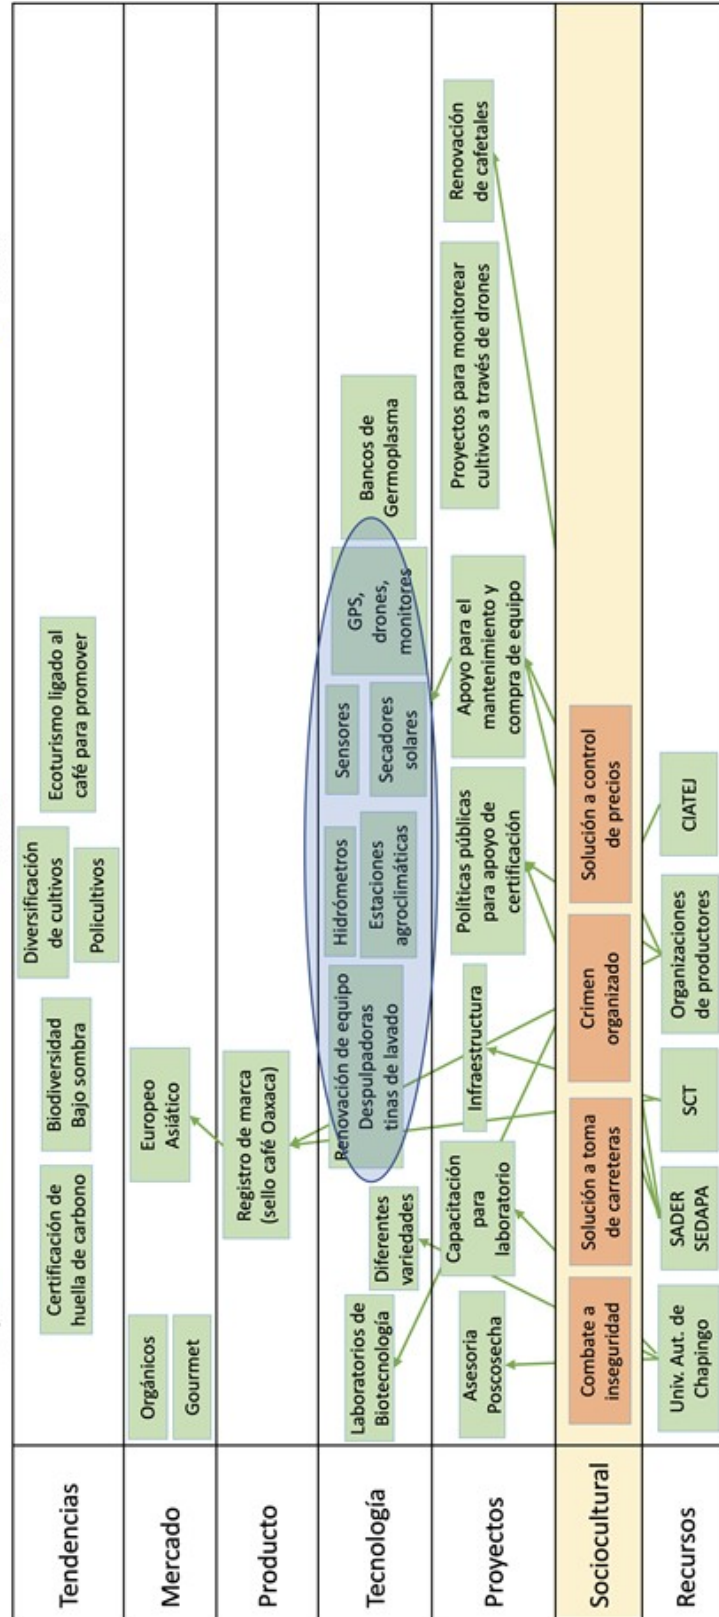 Tendencias
Certificación de
huella de carbono
Biodiversidad
Bajo sombra
Diversificación
de cultivos
Policultivos
Ecoturismo ligado al
café para promover
Mercado
Orgánicos
Gourmet
Europeo
Asiático
Producto
Registro de marca
(sello café Oaxaca)
Tecnología
Laboratorios de
Biotecnología
Diferentes
variedades
Renovación de equipo
Despulpadoras
tinas de lavado
Hidrómetros
Estaciones
agroclimáticas
Sensores
Secadores
solares
GPS,
drones,
monitores
Bancos de
Germoplasma
Proyectos
Asesoria
Poscosecha
Capacitación
para
laboratorio
Infraestructura
Políticas públicas
para apoyo de
certificación
Apoyo para el
mantenimiento y
compra de equipo
Proyectos para monitorear
cultivos a través de drones
Renovación
de cafetales
Sociocultural
Combate a
inseguridad
Solución a toma
de carreteras
Crimen
organizado
Solución a control
de precios
Recursos
Univ. Aut. de
Chapingo
SADER
SEDAPA
SCT
Organizaciones
de productores
CIATEJ